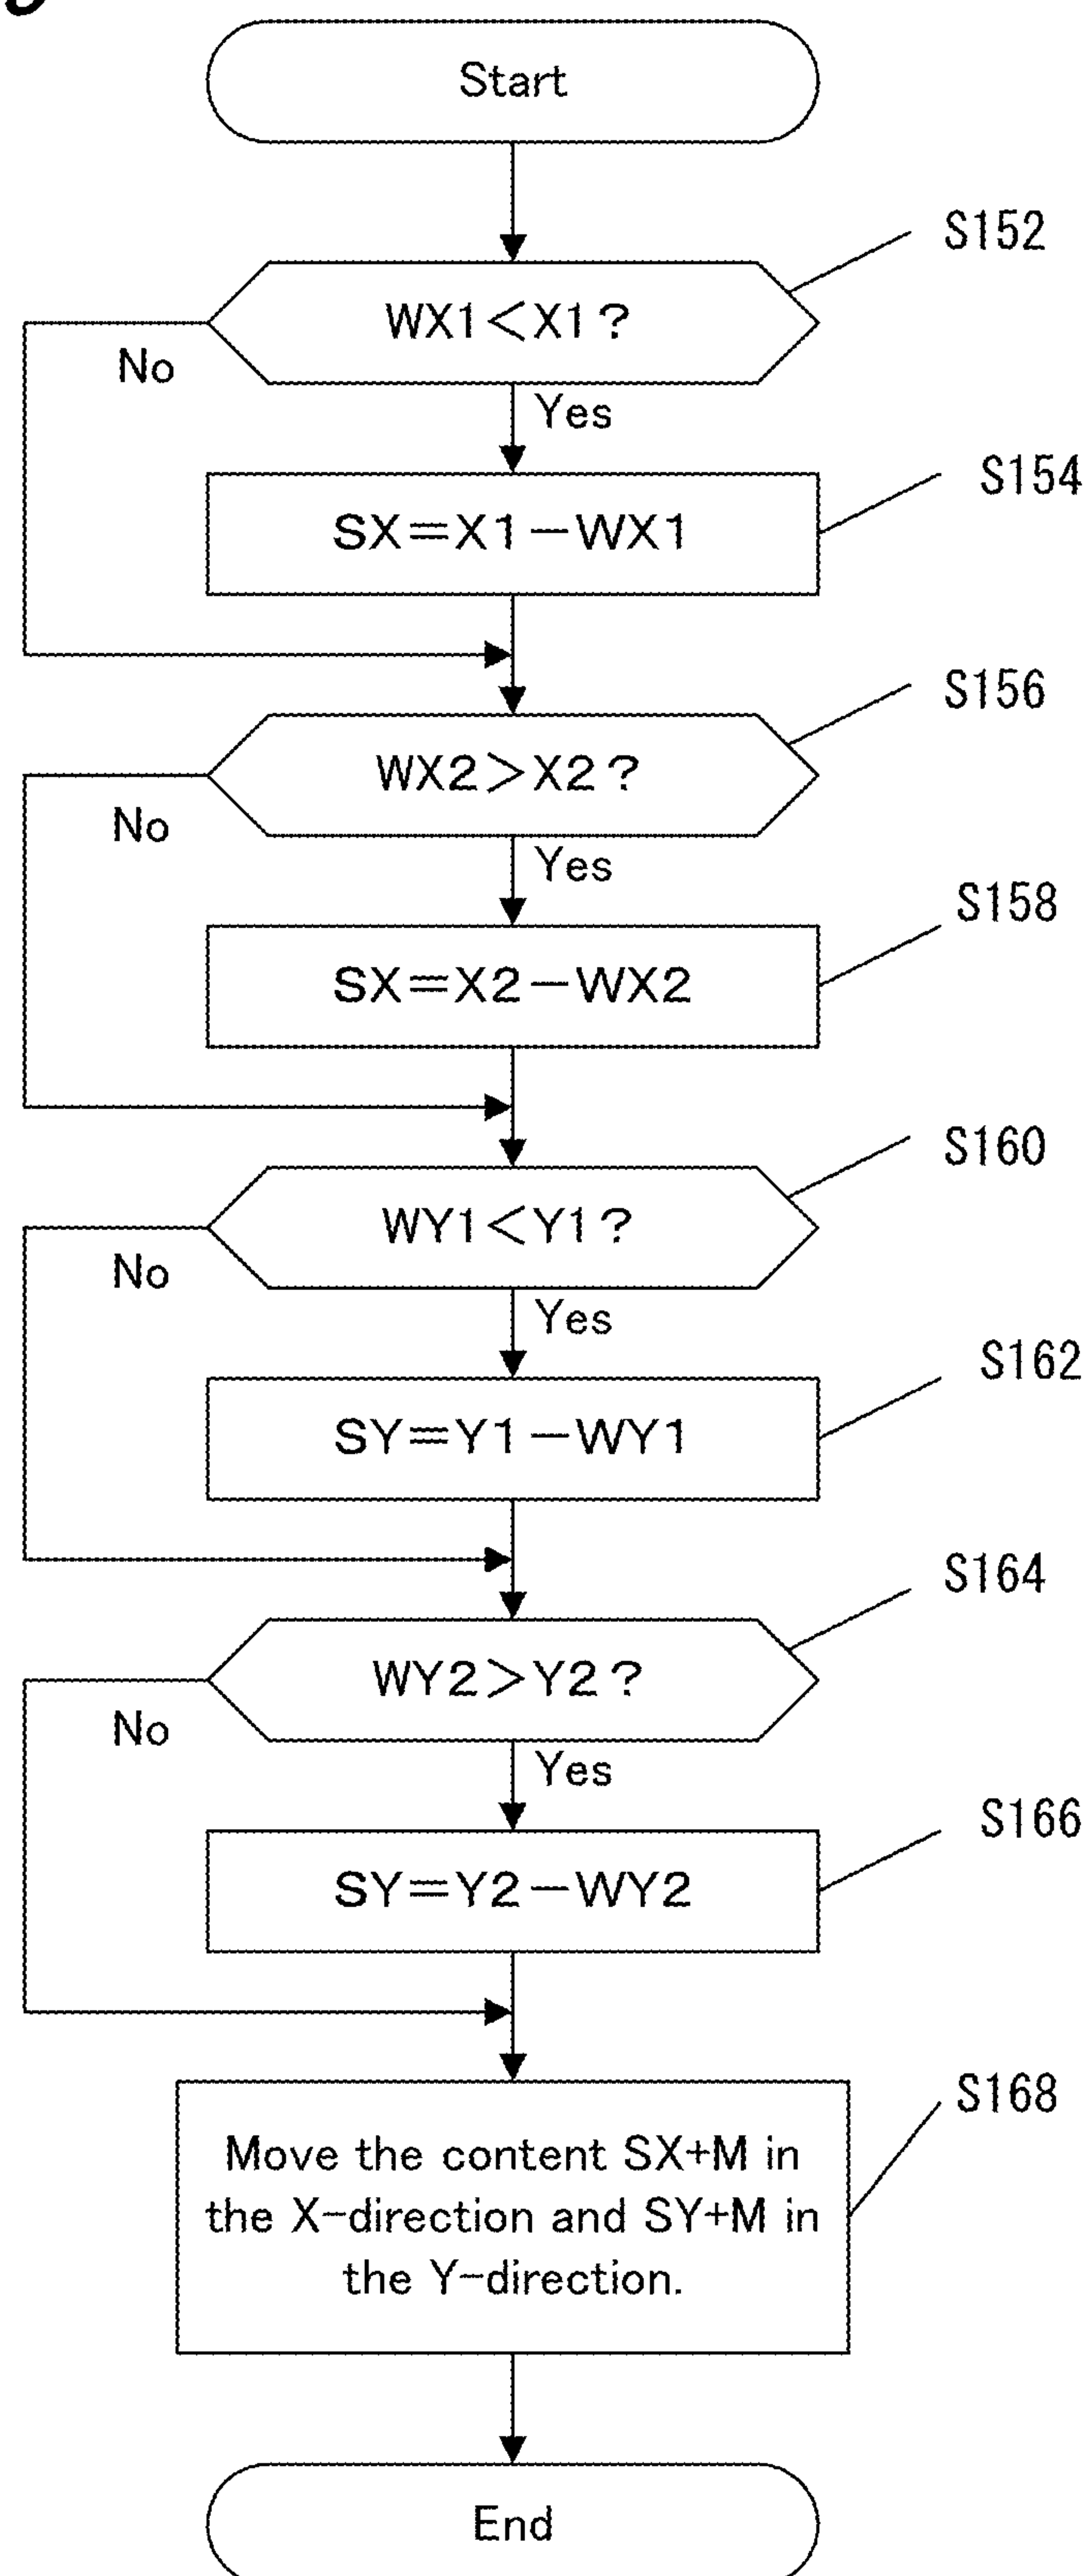 Start
S152
WX1<X1?
No
Yes
S154
SX=X1-WX1
S156
WX2>X2?
No
Yes
S158
SX=X2-WX2
S160
WY1<Y1?
No
Yes
S162
SY=Y1-WY1
S164
WY2>Y2?
No
Yes
S166
SY=Y2-WY2
S168
Move the content SX+M in
the X-direction and SY+M in
the Y-direction.
End